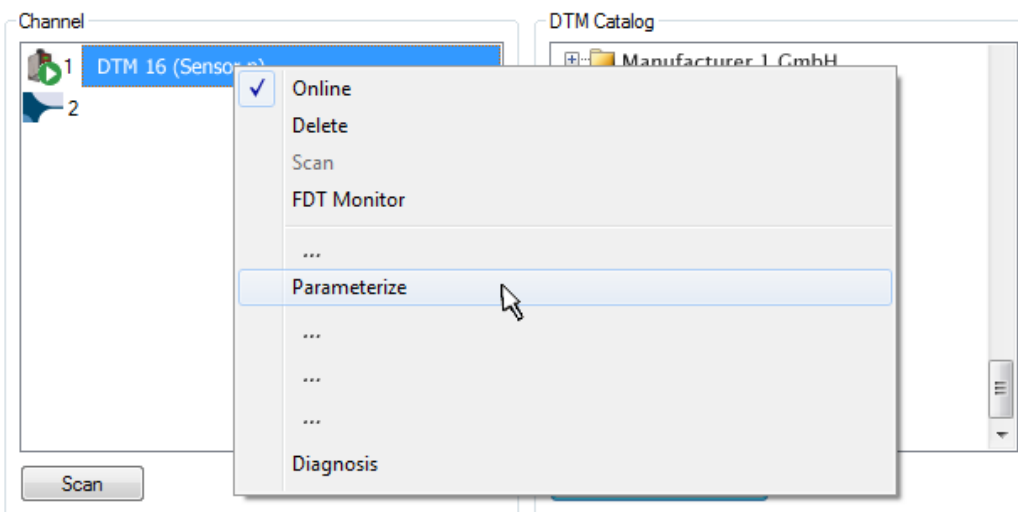 Channel
DTM Catalog
1 DTM 16 (Sensor n)
Manufacturer 1 GmbH
2
Online
Delete
Scan
FDT Monitor
...
Parameterize
...
...
...
Diagnosis
Scan